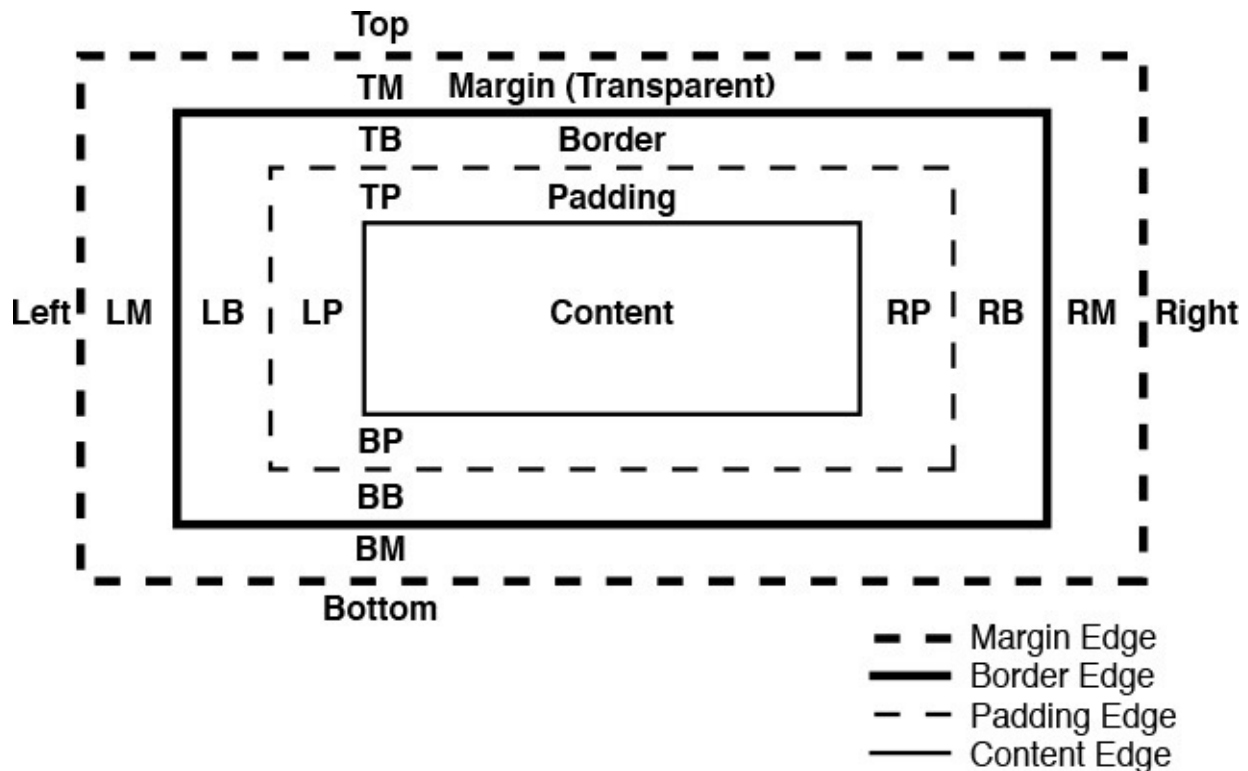 Top
TM Margin (Transparent)
TB Border
TP Padding
Left LM LB LP Content RP RB RM Right
BP
BB
BM
Bottom
Margin Edge
Border Edge
Padding Edge
Content Edge